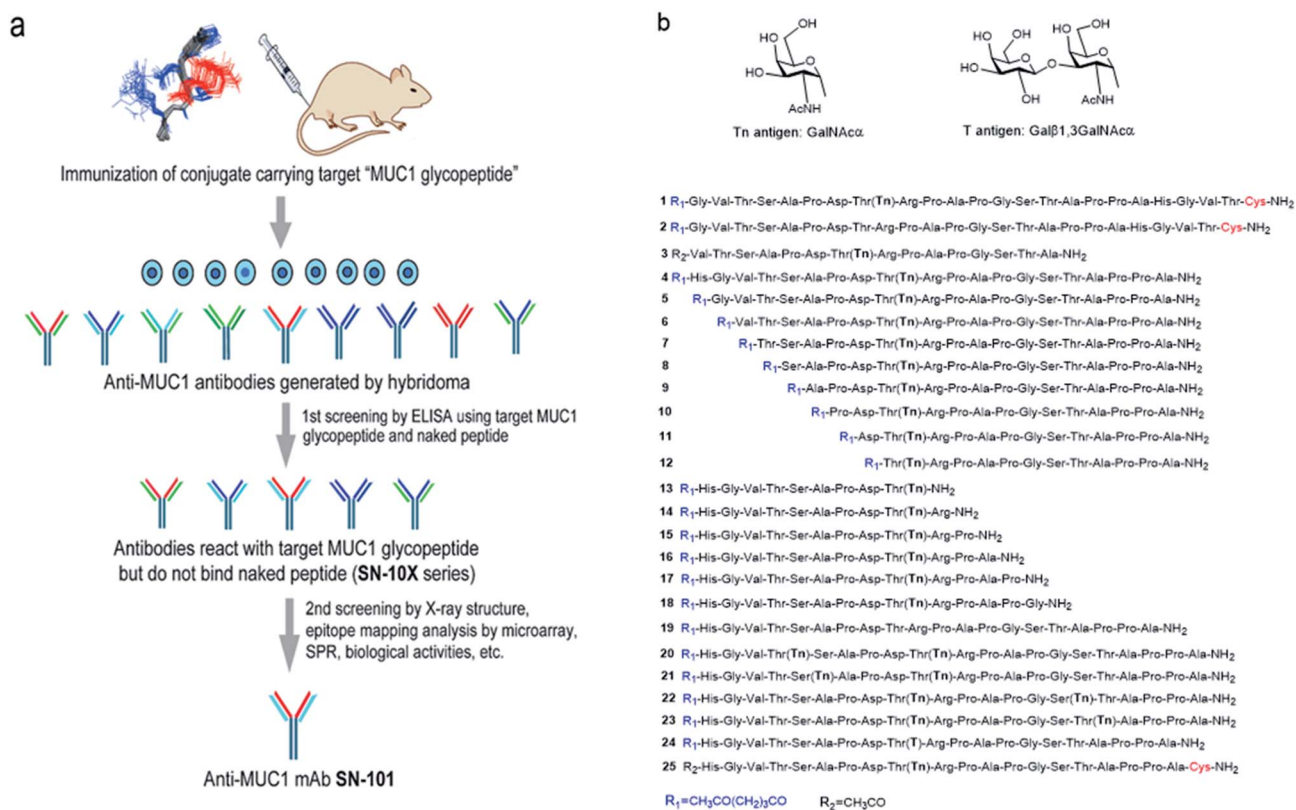 a
Immunization of conjugate carrying target “MUC1 glycopeptide”
Anti-MUC1 antibodies generated by hybridoma
1st screening by ELISA using target MUC1
glycopeptide and naked peptide
Antibodies react with target MUC1 glycopeptide
but do not bind naked peptide (SN-10X series)
2nd screening by X-ray structure,
epitope mapping analysis by microarray,
SPR, biological activities, etc.
Anti-MUC1 mAb SN-101
b
HO OH
O
HO
AcNH
Tn antigen: GalNAcα
OH OH HO OH
O O
HO O
OH AcNH
T antigen: Galβ1,3GalNAcα
1 R₁-Gly-Val-Thr-Ser-Ala-Pro-Asp-Thr(Tn)-Arg-Pro-Ala-Pro-Gly-Ser-Thr-Ala-Pro-Pro-Ala-His-Gly-Val-Thr-Cys-NH₂
2 R₁-Gly-Val-Thr-Ser-Ala-Pro-Asp-Thr-Arg-Pro-Ala-Pro-Gly-Ser-Thr-Ala-Pro-Pro-Ala-His-Gly-Val-Thr-Cys-NH₂
3 R₂-Val-Thr-Ser-Ala-Pro-Asp-Thr(Tn)-Arg-Pro-Ala-Pro-Gly-Ser-Thr-Ala-NH₂
4 R₁-His-Gly-Val-Thr-Ser-Ala-Pro-Asp-Thr(Tn)-Arg-Pro-Ala-Pro-Gly-Ser-Thr-Ala-Pro-Pro-Ala-NH₂
5 R₁-Gly-Val-Thr-Ser-Ala-Pro-Asp-Thr(Tn)-Arg-Pro-Ala-Pro-Gly-Ser-Thr-Ala-Pro-Pro-Ala-NH₂
6 R₁-Val-Thr-Ser-Ala-Pro-Asp-Thr(Tn)-Arg-Pro-Ala-Pro-Gly-Ser-Thr-Ala-Pro-Pro-Ala-NH₂
7 R₁-Thr-Ser-Ala-Pro-Asp-Thr(Tn)-Arg-Pro-Ala-Pro-Gly-Ser-Thr-Ala-Pro-Pro-Ala-NH₂
8 R₁-Ser-Ala-Pro-Asp-Thr(Tn)-Arg-Pro-Ala-Pro-Gly-Ser-Thr-Ala-Pro-Pro-Ala-NH₂
9 R₁-Ala-Pro-Asp-Thr(Tn)-Arg-Pro-Ala-Pro-Gly-Ser-Thr-Ala-Pro-Pro-Ala-NH₂
10 R₁-Pro-Asp-Thr(Tn)-Arg-Pro-Ala-Pro-Gly-Ser-Thr-Ala-Pro-Pro-Ala-NH₂
11 R₁-Asp-Thr(Tn)-Arg-Pro-Ala-Pro-Gly-Ser-Thr-Ala-Pro-Pro-Ala-NH₂
12 R₁-Thr(Tn)-Arg-Pro-Ala-Pro-Gly-Ser-Thr-Ala-Pro-Pro-Ala-NH₂
13 R₁-His-Gly-Val-Thr-Ser-Ala-Pro-Asp-Thr(Tn)-NH₂
14 R₁-His-Gly-Val-Thr-Ser-Ala-Pro-Asp-Thr(Tn)-Arg-NH₂
15 R₁-His-Gly-Val-Thr-Ser-Ala-Pro-Asp-Thr(Tn)-Arg-Pro-NH₂
16 R₁-His-Gly-Val-Thr-Ser-Ala-Pro-Asp-Thr(Tn)-Arg-Pro-Ala-NH₂
17 R₁-His-Gly-Val-Thr-Ser-Ala-Pro-Asp-Thr(Tn)-Arg-Pro-Ala-Pro-NH₂
18 R₁-His-Gly-Val-Thr-Ser-Ala-Pro-Asp-Thr(Tn)-Arg-Pro-Ala-Pro-Gly-NH₂
19 R₁-His-Gly-Val-Thr-Ser-Ala-Pro-Asp-Thr-Arg-Pro-Ala-Pro-Gly-Ser-Thr-Ala-Pro-Pro-Ala-NH₂
20 R₁-His-Gly-Val-Thr(Tn)-Ser-Ala-Pro-Asp-Thr(Tn)-Arg-Pro-Ala-Pro-Gly-Ser-Thr-Ala-Pro-Pro-Ala-NH₂
21 R₁-His-Gly-Val-Thr-Ser(Tn)-Ala-Pro-Asp-Thr(Tn)-Arg-Pro-Ala-Pro-Gly-Ser-Thr-Ala-Pro-Pro-Ala-NH₂
22 R₁-His-Gly-Val-Thr-Ser-Ala-Pro-Asp-Thr(Tn)-Arg-Pro-Ala-Pro-Gly-Ser(Tn)-Thr-Ala-Pro-Pro-Ala-NH₂
23 R₁-His-Gly-Val-Thr-Ser-Ala-Pro-Asp-Thr(Tn)-Arg-Pro-Ala-Pro-Gly-Ser-Thr(Tn)-Ala-Pro-Pro-Ala-NH₂
24 R₁-His-Gly-Val-Thr-Ser-Ala-Pro-Asp-Thr(T)-Arg-Pro-Ala-Pro-Gly-Ser-Thr-Ala-Pro-Pro-Ala-NH₂
25 R₂-His-Gly-Val-Thr-Ser-Ala-Pro-Asp-Thr(Tn)-Arg-Pro-Ala-Pro-Gly-Ser-Thr-Ala-Pro-Pro-Ala-Cys-NH₂
R₁=CH₃CO(CH₂)₃CO R₂=CH₃CO